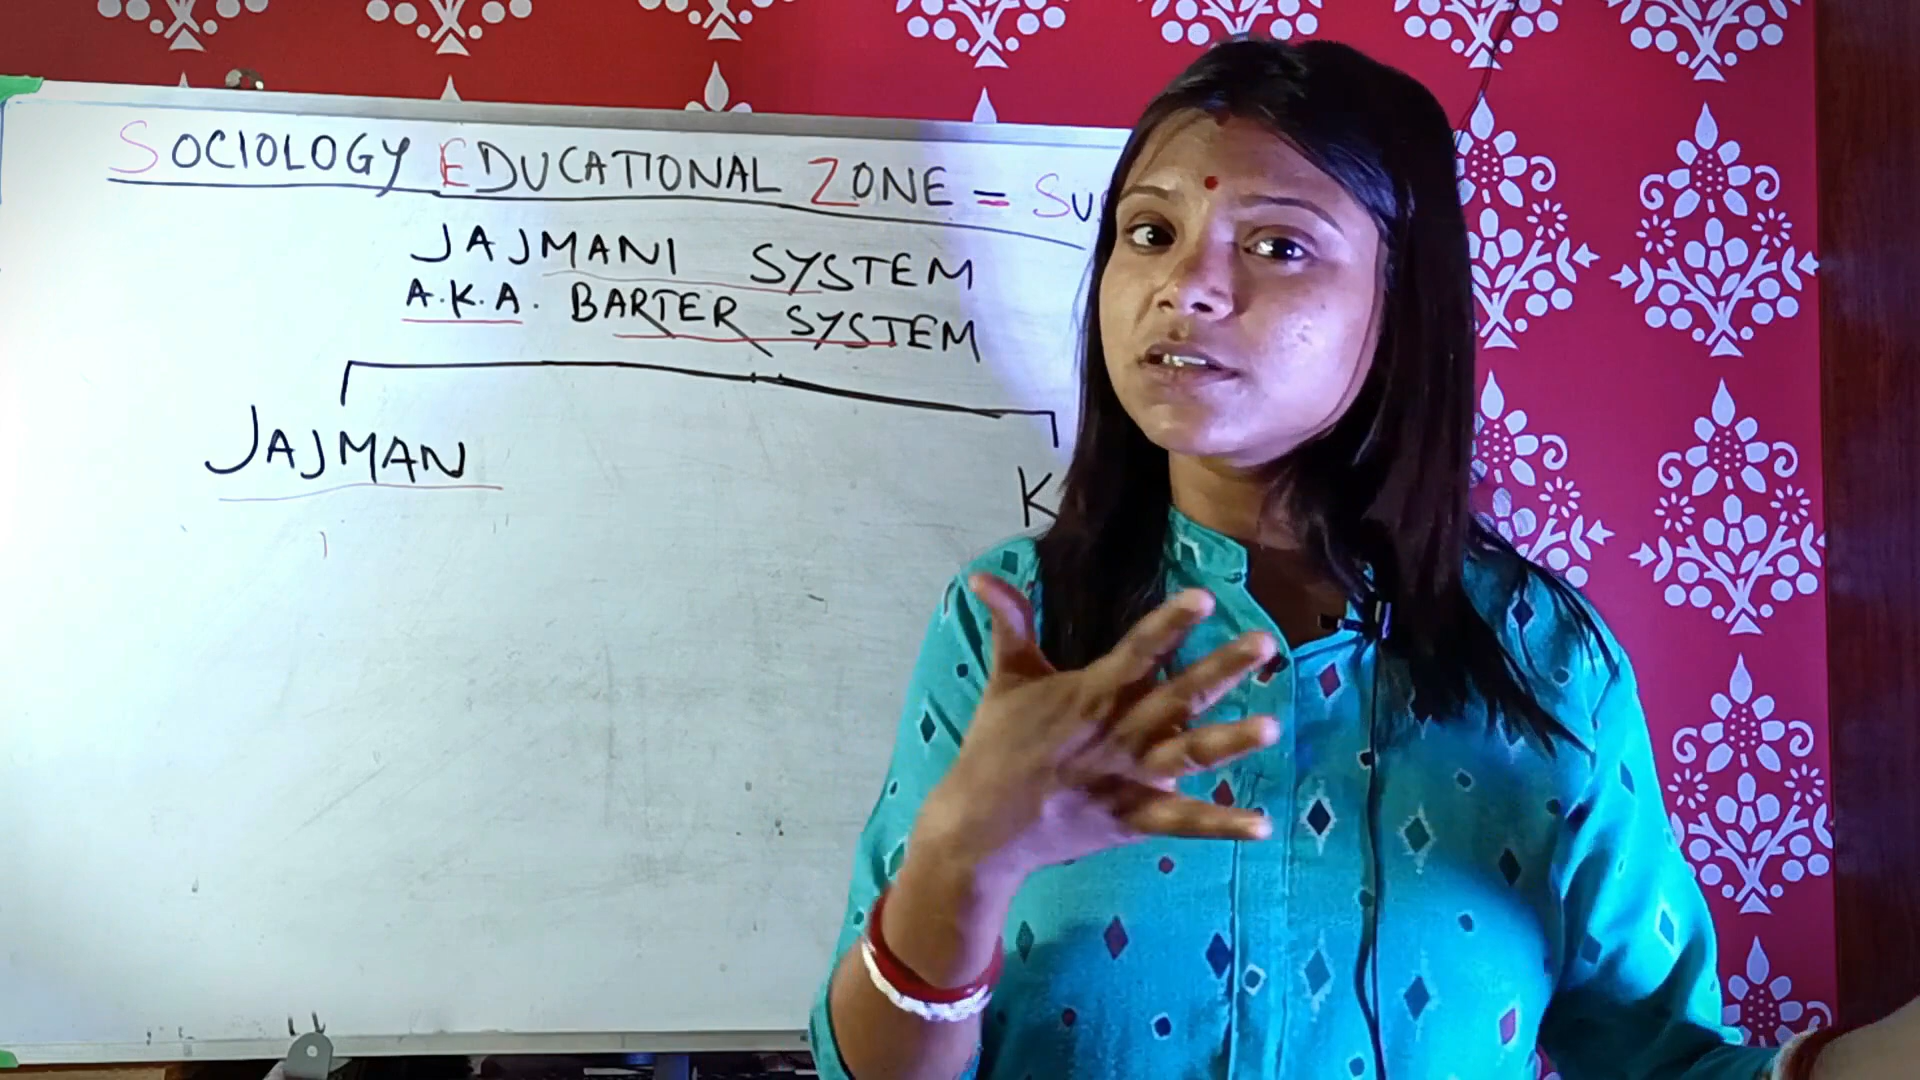 SOCIOLOGY EDUCATIONAL ZONE =
JAJMANI SYSTEM
A.K.A. BARTER SYSTEM
JAJMAN